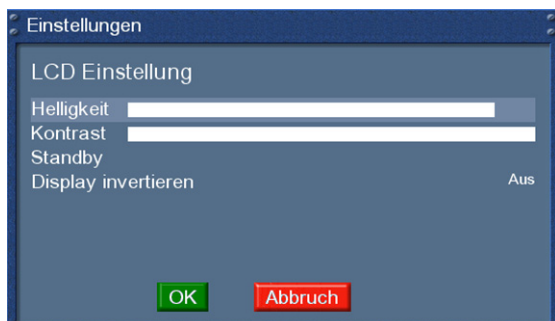 Einstellungen
LCD Einstellung
Helligkeit
Kontrast
Standby
Display invertieren Aus
OK Abbruch